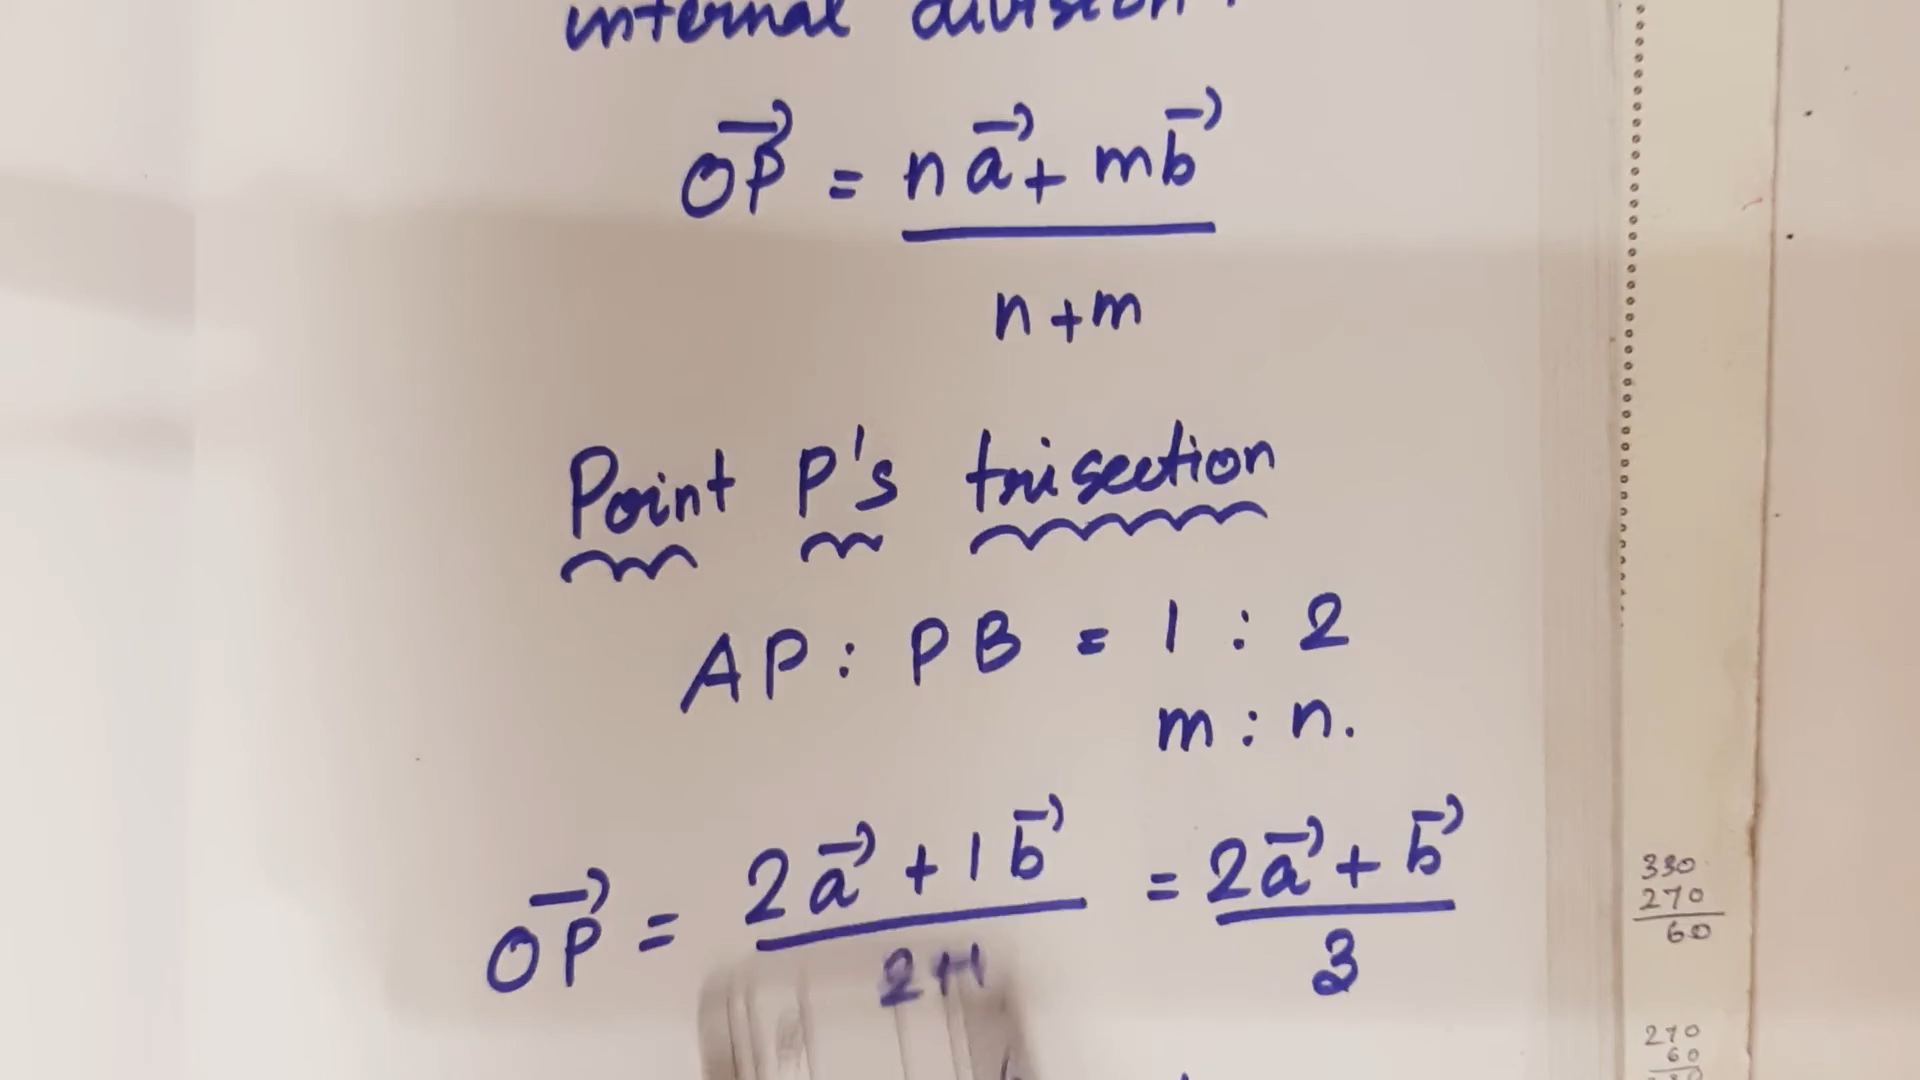 internal division.
OP⃗ = na⃗ + mb⃗
n+m
Point P's trisection
AP : PB = 1 : 2
m : n.
OP⃗ = 2a⃗ + 1b⃗ = 2a⃗ + b⃗
2+1 3
330
270
60
270
60